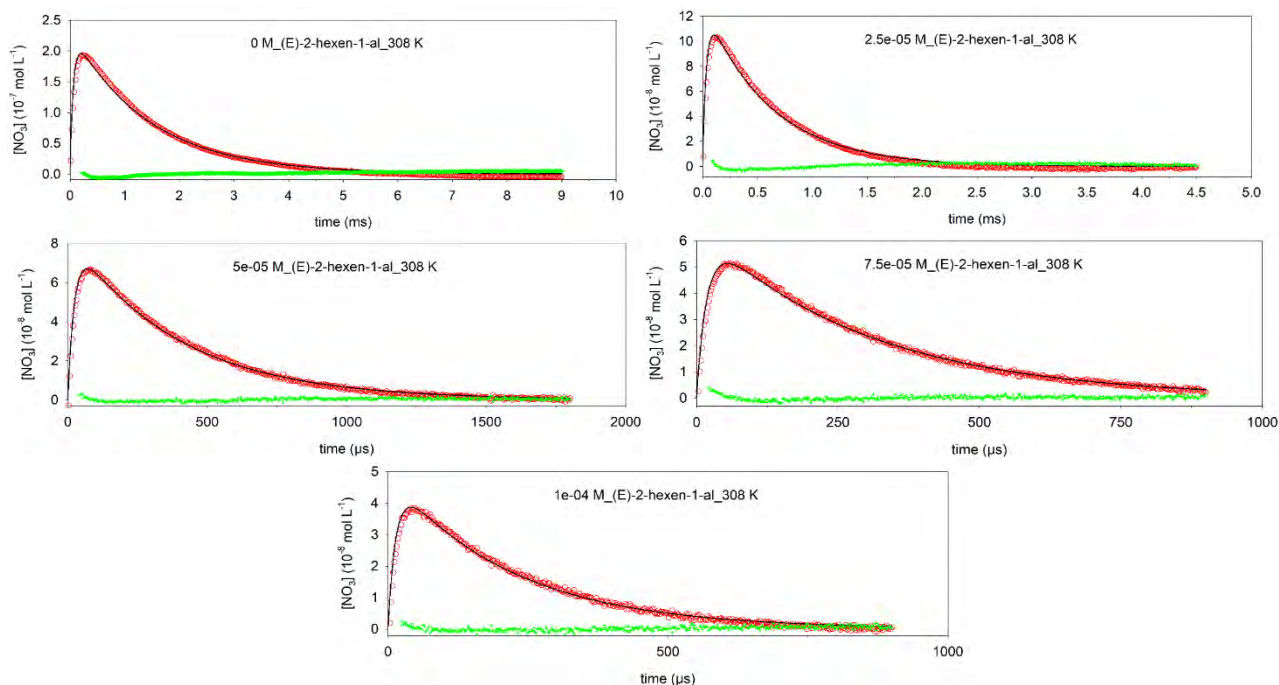 0 M_(E)-2-hexen-1-al_308 K
[NO₃] (10⁻⁷ mol L⁻¹)
2.5
2.0
1.5
1.0
0.5
0.0
0 1 2 3 4 5 6 7 8 9 10
time (ms)
2.5e-05 M_(E)-2-hexen-1-al_308 K
[NO₃] (10⁻⁸ mol L⁻¹)
12
10
8
6
4
2
0
0.0 0.5 1.0 1.5 2.0 2.5 3.0 3.5 4.0 4.5 5.0
time (ms)
5e-05 M_(E)-2-hexen-1-al_308 K
[NO₃] (10⁻⁸ mol L⁻¹)
8
6
4
2
0
0 500 1000 1500 2000
time (µs)
7.5e-05 M_(E)-2-hexen-1-al_308 K
[NO₃] (10⁻⁸ mol L⁻¹)
6
5
4
3
2
1
0
0 250 500 750 1000
time (µs)
1e-04 M_(E)-2-hexen-1-al_308 K
[NO₃] (10⁻⁸ mol L⁻¹)
5
4
3
2
1
0
0 500 1000
time (µs)